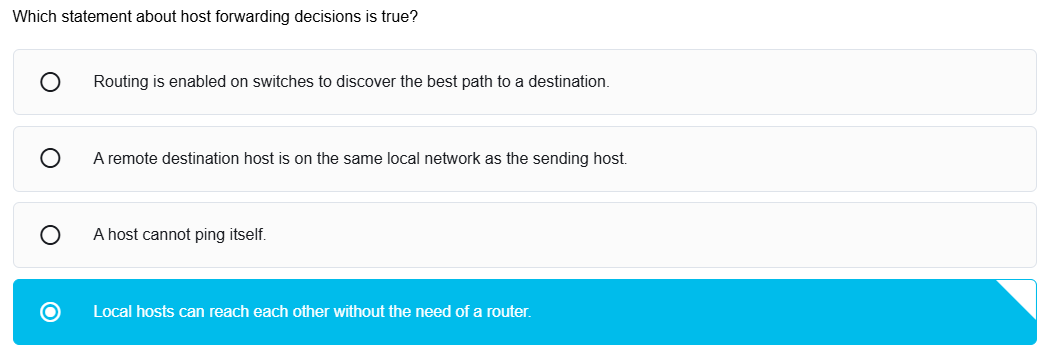 Which statement about host forwarding decisions is true?
Routing is enabled on switches to discover the best path to a destination.
A remote destination host is on the same local network as the sending host.
A host cannot ping itself.
Local hosts can reach each other without the need of a router.